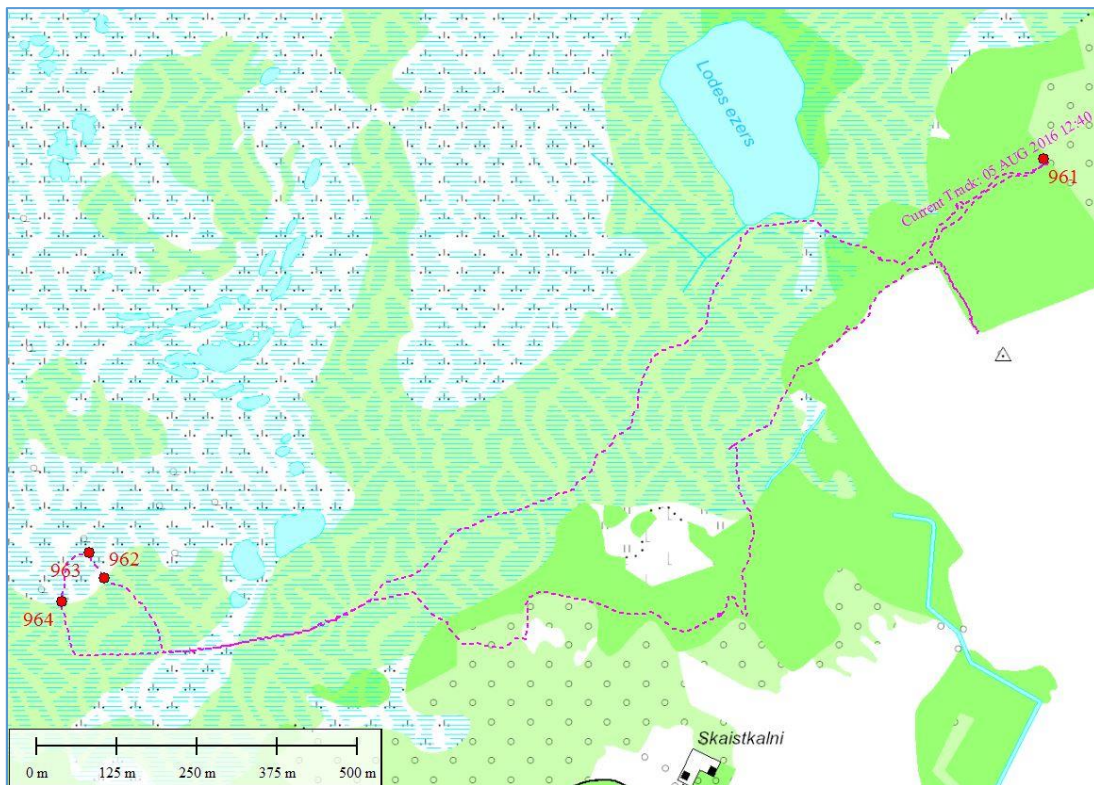 Lodes ezers
Current Track: 05 AUG 2016 12:40
961
963
962
964
Skaistkalni
0 m
125 m
250 m
375 m
500 m